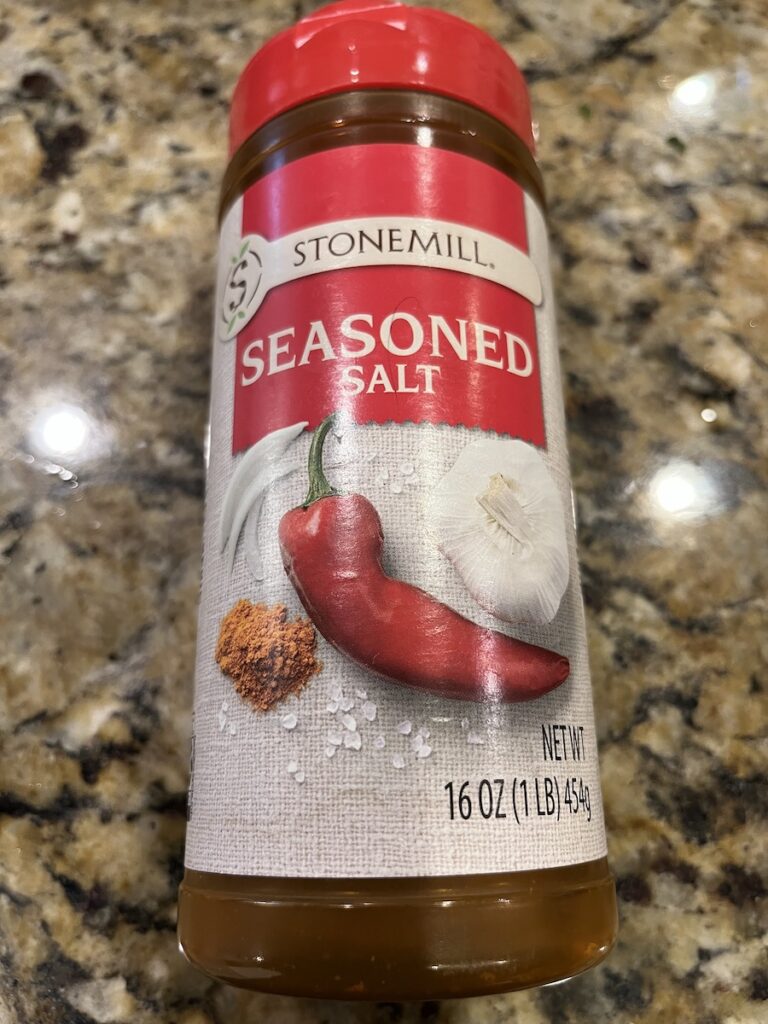 STONEMILL®
SEASONED
SALT
NET WT
16 OZ (1 LB) 454g